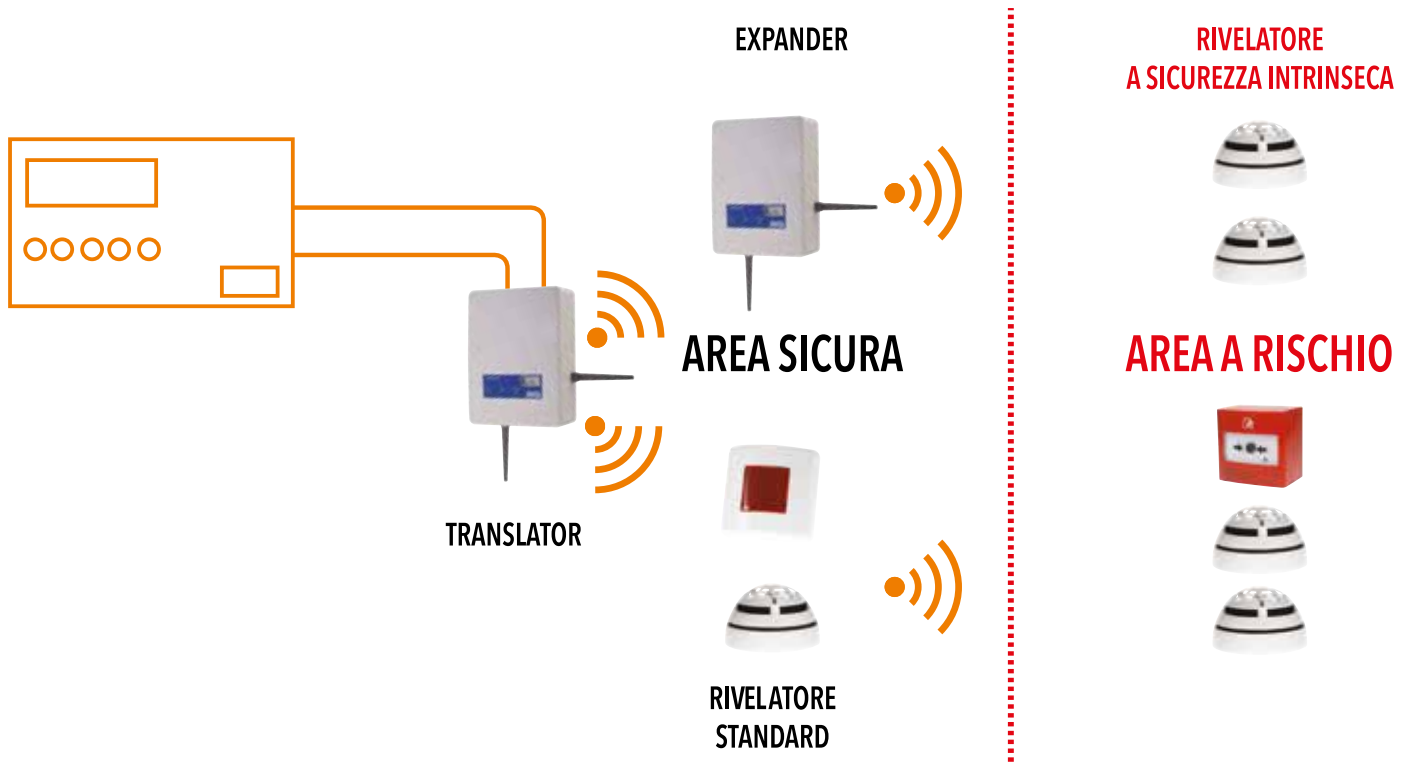 EXPANDER
RIVELATORE
A SICUREZZA INTRINSECA
AREA SICURA
AREA A RISCHIO
TRANSLATOR
RIVELATORE
STANDARD